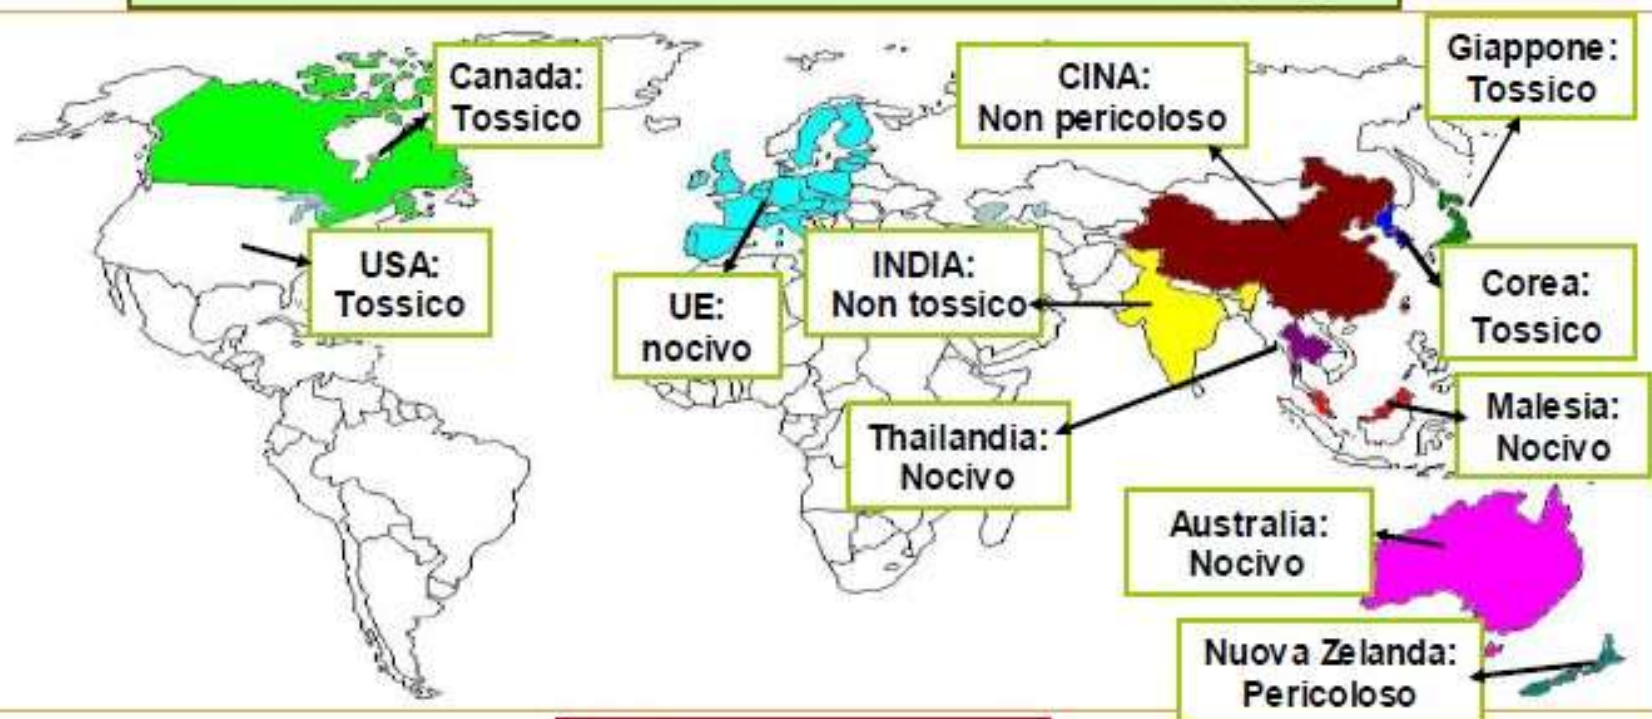 Canada:
Tossico
CINA:
Non pericoloso
Giappone:
Tossico
USA:
Tossico
UE:
nocivo
INDIA:
Non tossico
Corea:
Tossico
Thailandia:
Nocivo
Malesia:
Nocivo
Australia:
Nocivo
Nuova Zelanda:
Pericoloso